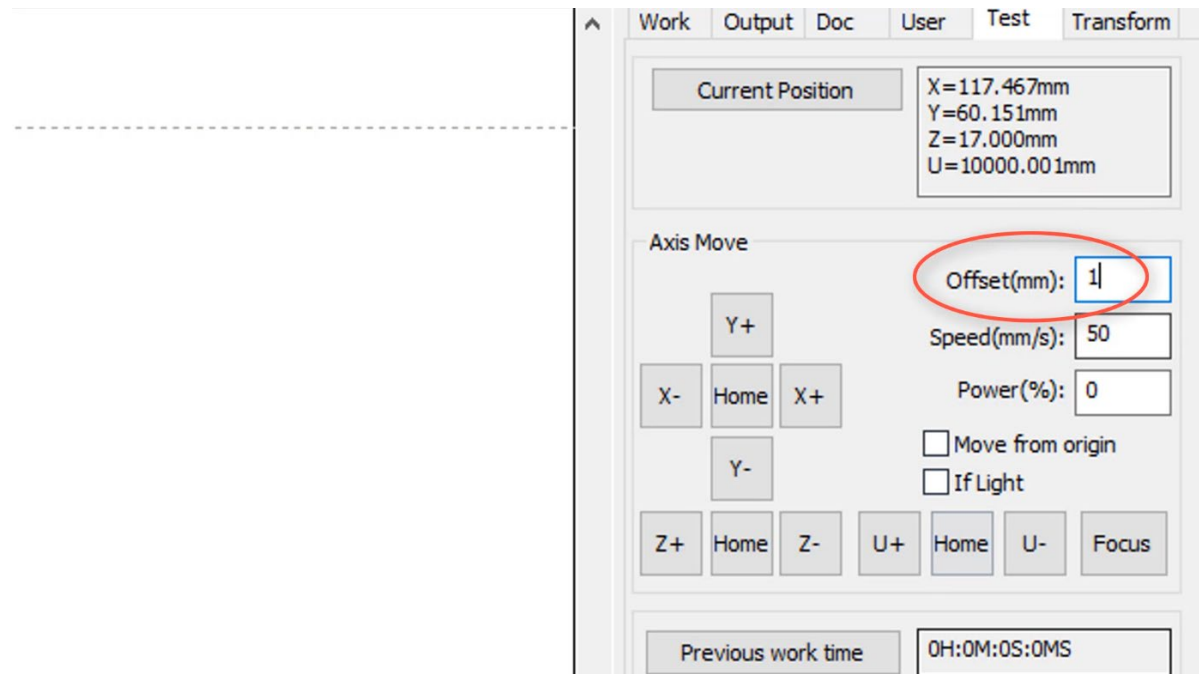 Work Output Doc User Test Transform
Current Position
X=117.467mm
Y=60.151mm
Z=17.000mm
U=10000.001mm
Axis Move
Offset(mm): 1
Y+
Speed(mm/s): 50
X- Home X+
Power(%): 0
Move from origin
Y-
If Light
Z+ Home Z- U+ Home U- Focus
Previous work time 0H:0M:0S:0MS